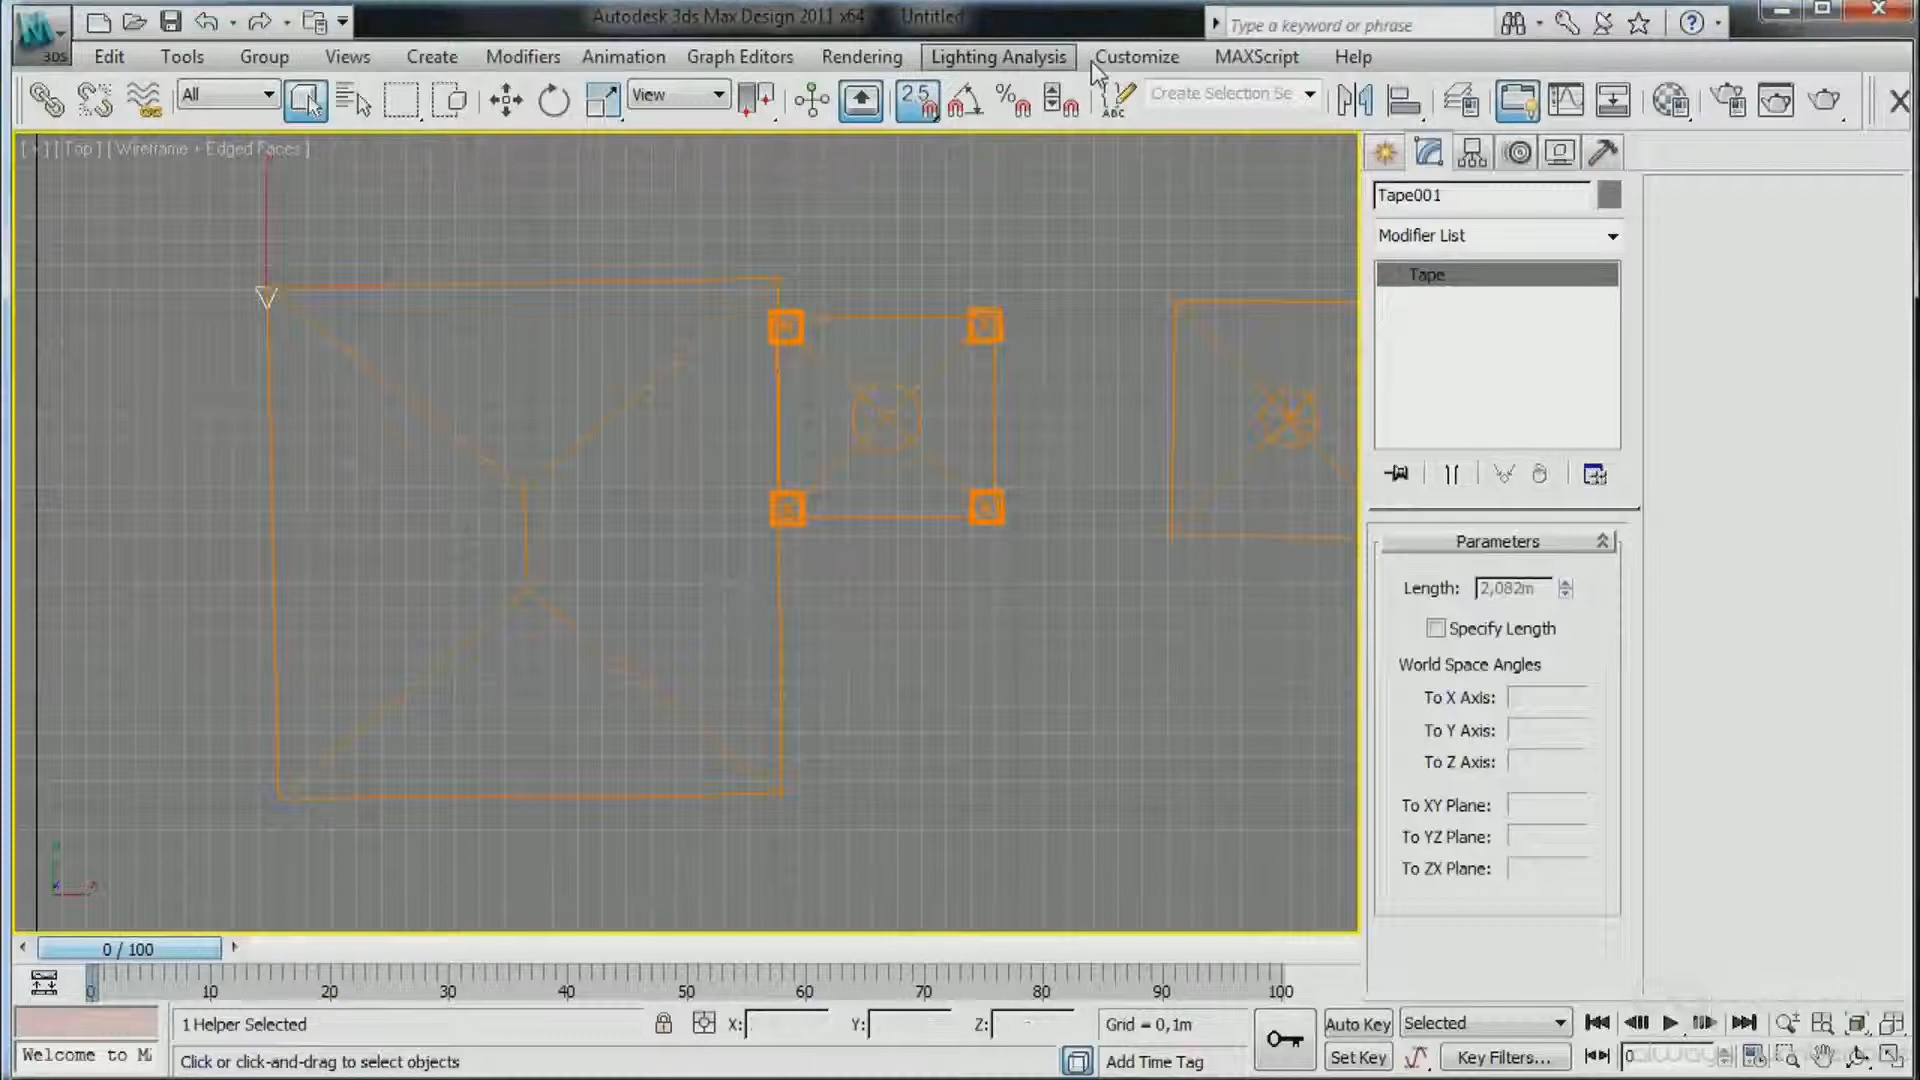 Autodesk 3ds Max Design 2011 x64 Untitled
Type a keyword or phrase
3DS
Edit Tools Group Views Create Modifiers Animation Graph Editors Rendering Lighting Analysis Customize MAXScript Help
All
View
2.5
%
ABC
Create Selection Se
[ + ] [ Top ] [ Wireframe + Edged Faces ]
Tape001
Modifier List
Tape
Parameters
Length: 2,082m
Specify Length
World Space Angles
To X Axis:
To Y Axis:
To Z Axis:
To XY Plane:
To YZ Plane:
To ZX Plane:
0 / 100
0 10 20 30 40 50 60 70 80 90 100
1 Helper Selected
X: Y: Z:
Grid = 0,1m
Auto Key
Selected
Welcome to M
Click or click-and-drag to select objects
Add Time Tag
Set Key
Key Filters...
0